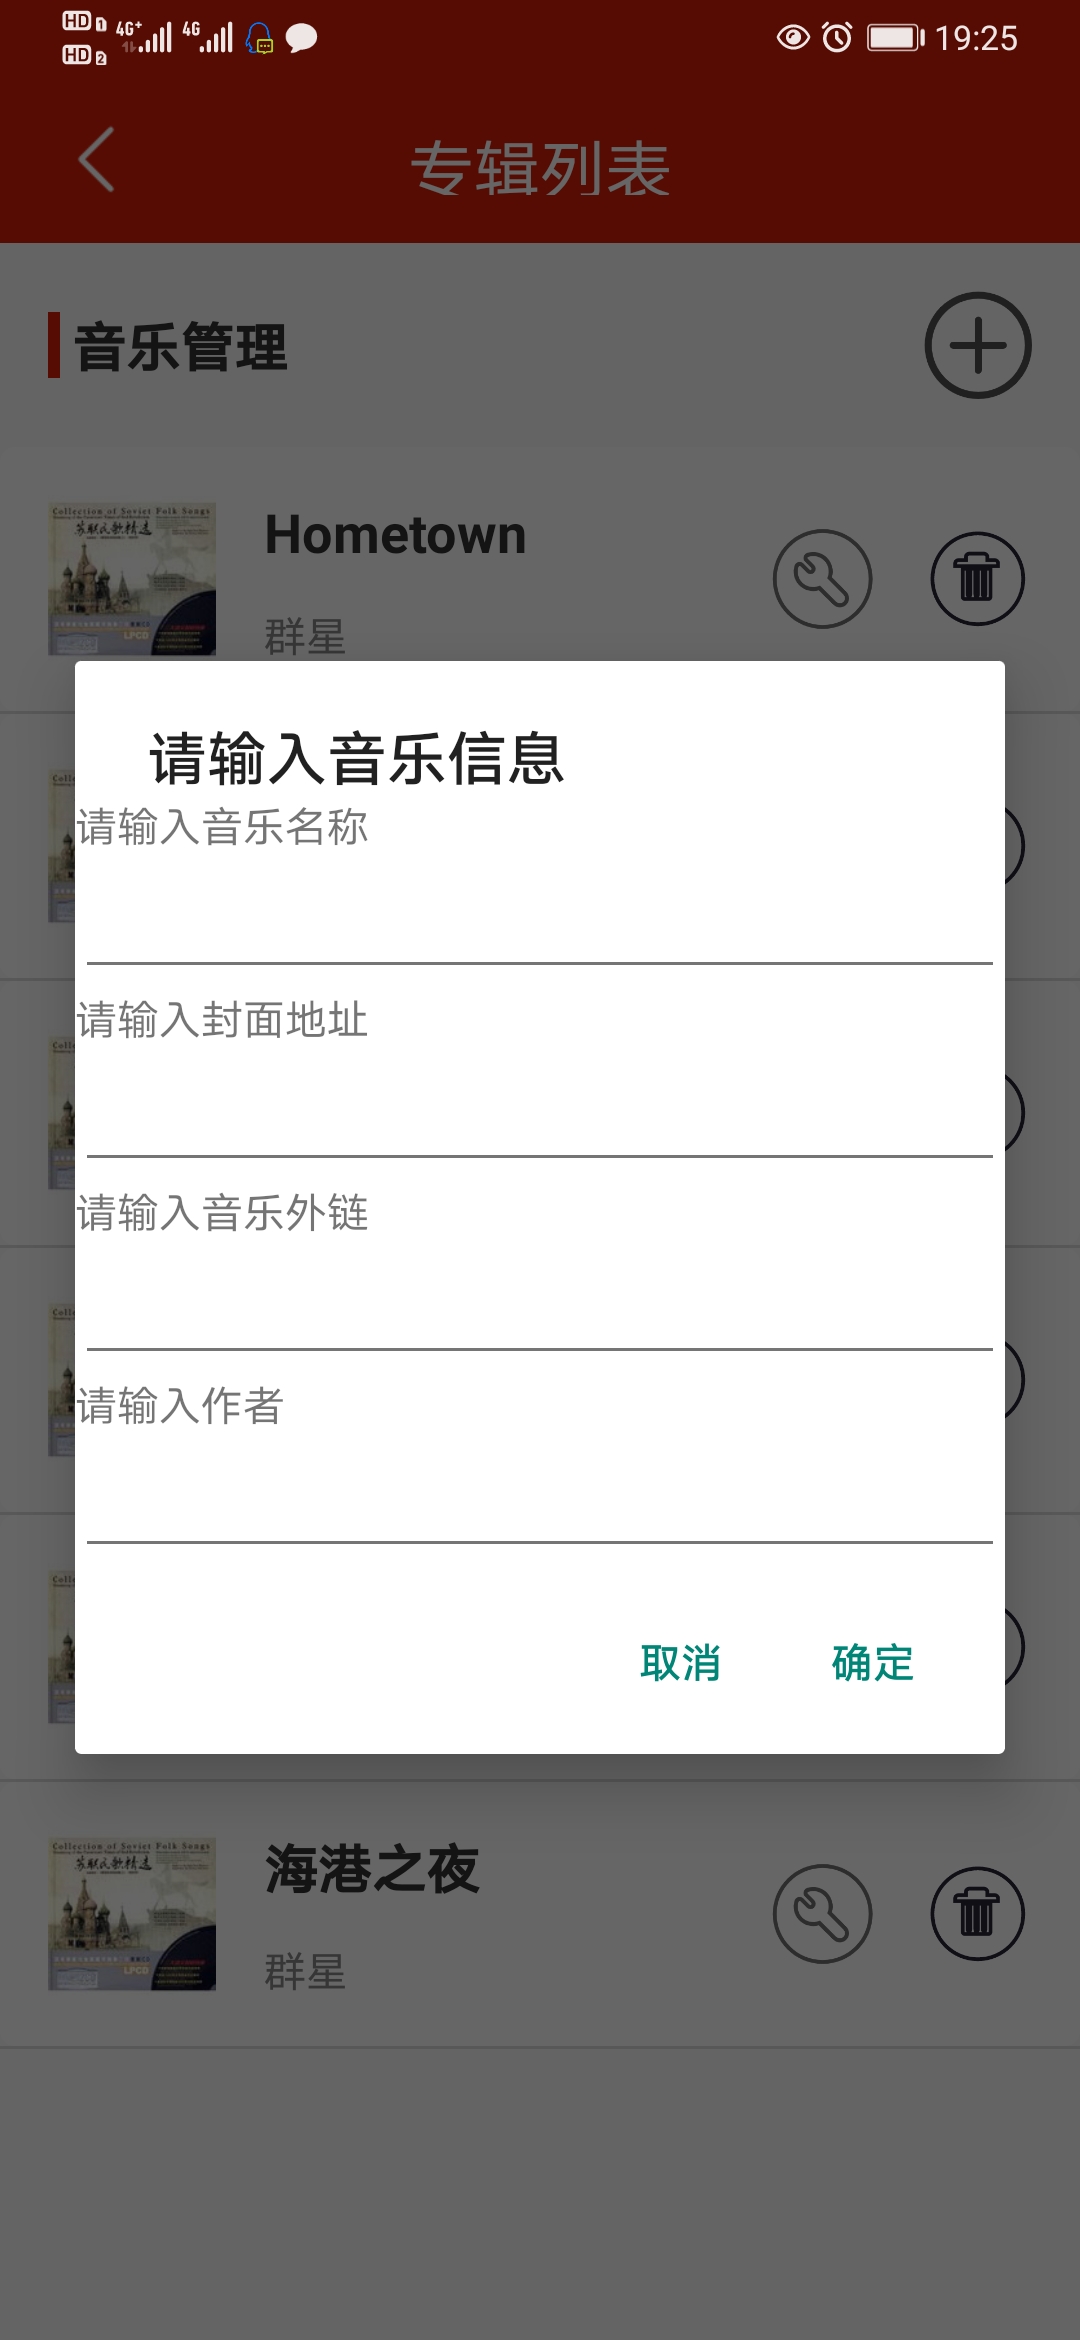 HD 1 4G+ 4G 19:25
HD 2
专辑列表
音乐管理
Collection of Soviet Folk Songs
苏联民歌精选
LPCD
Hometown
群星
请输入音乐信息
请输入音乐名称
请输入封面地址
请输入音乐外链
请输入作者
取消 确定
Collection of Soviet Folk Songs
苏联民歌精选
LPCD
海港之夜
群星